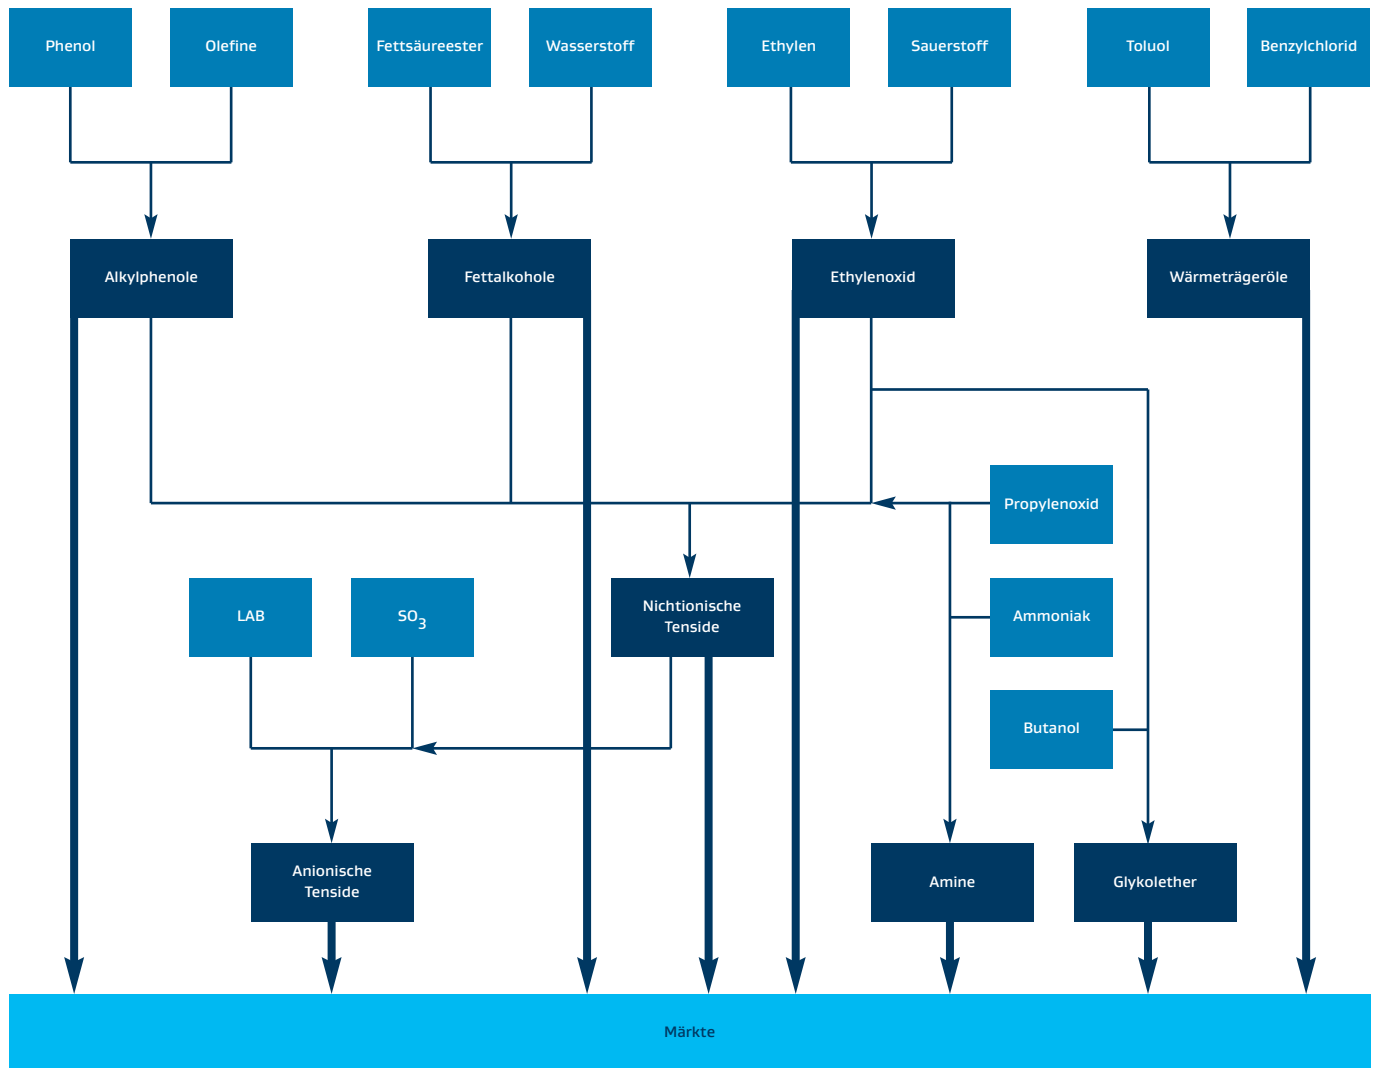 Phenol
Olefine
Fettsäureester
Wasserstoff
Ethylen
Sauerstoff
Toluol
Benzylchlorid
Alkylphenole
Fettalkohole
Ethylenoxid
Wärmeträgeröle
Propylenoxid
LAB
SO₃
Nichtionische
Tenside
Ammoniak
Butanol
Anionische
Tenside
Amine
Glykolether
Märkte